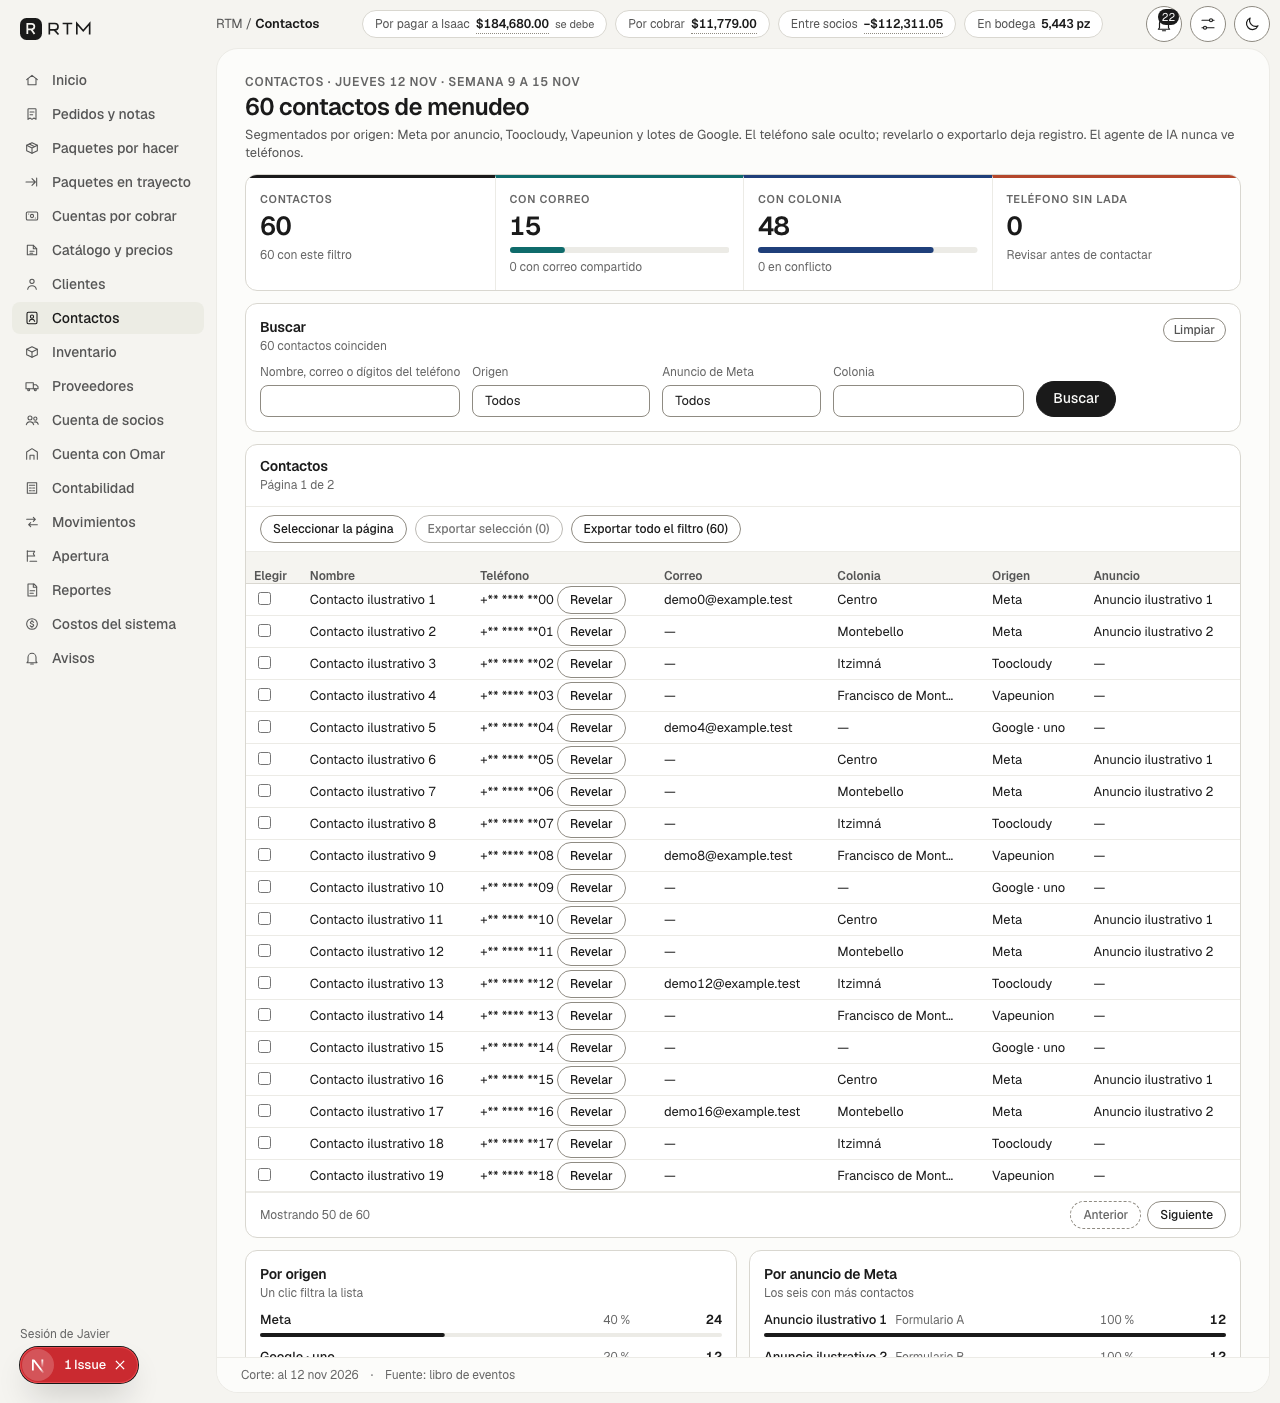 R RTM
RTM / Contactos
Por pagar a Isaac $184,680.00 se debe
Por cobrar $11,779.00
Entre socios −$112,311.05
En bodega 5,443 pz
22
Inicio
Pedidos y notas
Paquetes por hacer
Paquetes en trayecto
Cuentas por cobrar
Catálogo y precios
Clientes
Contactos
Inventario
Proveedores
Cuenta de socios
Cuenta con Omar
Contabilidad
Movimientos
Apertura
Reportes
Costos del sistema
Avisos
Sesión de Javier
N 1 Issue
CONTACTOS · JUEVES 12 NOV · SEMANA 9 A 15 NOV
60 contactos de menudeo
Segmentados por origen: Meta por anuncio, Toocloudy, Vapeunion y lotes de Google. El teléfono sale oculto; revelarlo o exportarlo deja registro. El agente de IA nunca ve
teléfonos.
CONTACTOS
60
60 con este filtro
CON CORREO
15
0 con correo compartido
CON COLONIA
48
0 en conflicto
TELÉFONO SIN LADA
0
Revisar antes de contactar
Buscar
60 contactos coinciden
Limpiar
Nombre, correo o dígitos del teléfono Origen Anuncio de Meta Colonia
Todos Todos Buscar
Contactos
Página 1 de 2
Seleccionar la página Exportar selección (0) Exportar todo el filtro (60)
Elegir Nombre Teléfono Correo Colonia Origen Anuncio
Contacto ilustrativo 1 +** **** **00 Revelar demo0@example.test Centro Meta Anuncio ilustrativo 1
Contacto ilustrativo 2 +** **** **01 Revelar — Montebello Meta Anuncio ilustrativo 2
Contacto ilustrativo 3 +** **** **02 Revelar — Itzimná Toocloudy —
Contacto ilustrativo 4 +** **** **03 Revelar — Francisco de Mont… Vapeunion —
Contacto ilustrativo 5 +** **** **04 Revelar demo4@example.test — Google · uno —
Contacto ilustrativo 6 +** **** **05 Revelar — Centro Meta Anuncio ilustrativo 1
Contacto ilustrativo 7 +** **** **06 Revelar — Montebello Meta Anuncio ilustrativo 2
Contacto ilustrativo 8 +** **** **07 Revelar — Itzimná Toocloudy —
Contacto ilustrativo 9 +** **** **08 Revelar demo8@example.test Francisco de Mont… Vapeunion —
Contacto ilustrativo 10 +** **** **09 Revelar — — Google · uno —
Contacto ilustrativo 11 +** **** **10 Revelar — Centro Meta Anuncio ilustrativo 1
Contacto ilustrativo 12 +** **** **11 Revelar — Montebello Meta Anuncio ilustrativo 2
Contacto ilustrativo 13 +** **** **12 Revelar demo12@example.test Itzimná Toocloudy —
Contacto ilustrativo 14 +** **** **13 Revelar — Francisco de Mont… Vapeunion —
Contacto ilustrativo 15 +** **** **14 Revelar — — Google · uno —
Contacto ilustrativo 16 +** **** **15 Revelar — Centro Meta Anuncio ilustrativo 1
Contacto ilustrativo 17 +** **** **16 Revelar demo16@example.test Montebello Meta Anuncio ilustrativo 2
Contacto ilustrativo 18 +** **** **17 Revelar — Itzimná Toocloudy —
Contacto ilustrativo 19 +** **** **18 Revelar — Francisco de Mont… Vapeunion —
Mostrando 50 de 60 Anterior Siguiente
Por origen
Un clic filtra la lista
Meta 40 % 24
Google · uno 20 % 12
Por anuncio de Meta
Los seis con más contactos
Anuncio ilustrativo 1 Formulario A 100 % 12
Anuncio ilustrativo 2 Formulario B 100 % 12
Corte: al 12 nov 2026 · Fuente: libro de eventos